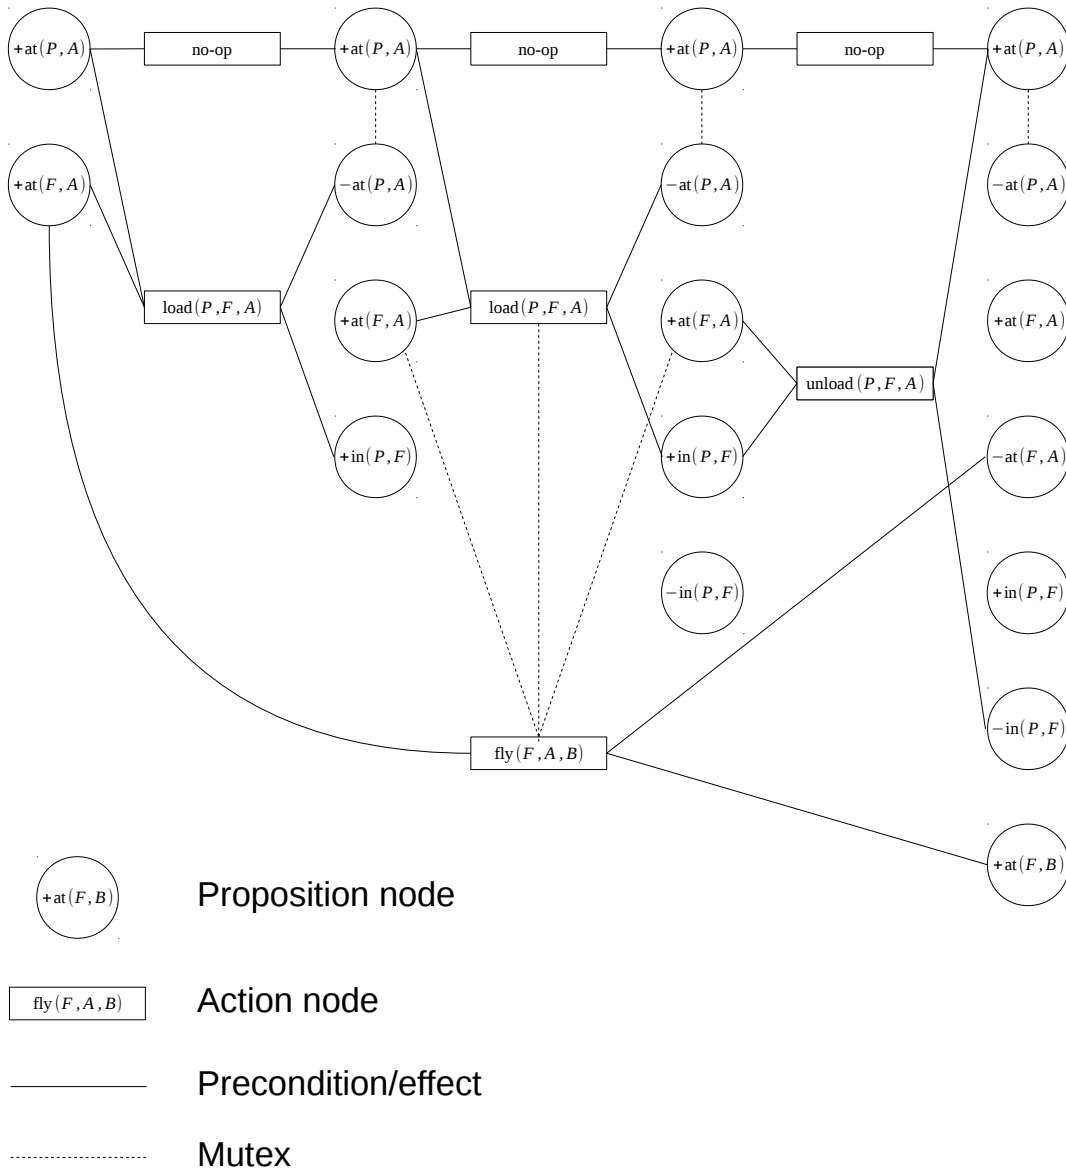 +at(P,A) no-op +at(P,A) no-op +at(P,A) no-op +at(P,A)
+at(F,A) −at(P,A) −at(P,A) −at(P,A)
load(P,F,A) +at(F,A) load(P,F,A) +at(F,A) +at(F,A)
unload(P,F,A)
+in(P,F) +in(P,F) −at(F,A)
−in(P,F) +in(P,F)
−in(P,F)
fly(F,A,B)
+at(F,B)
+at(F,B) Proposition node
fly(F,A,B) Action node
Precondition/effect
Mutex